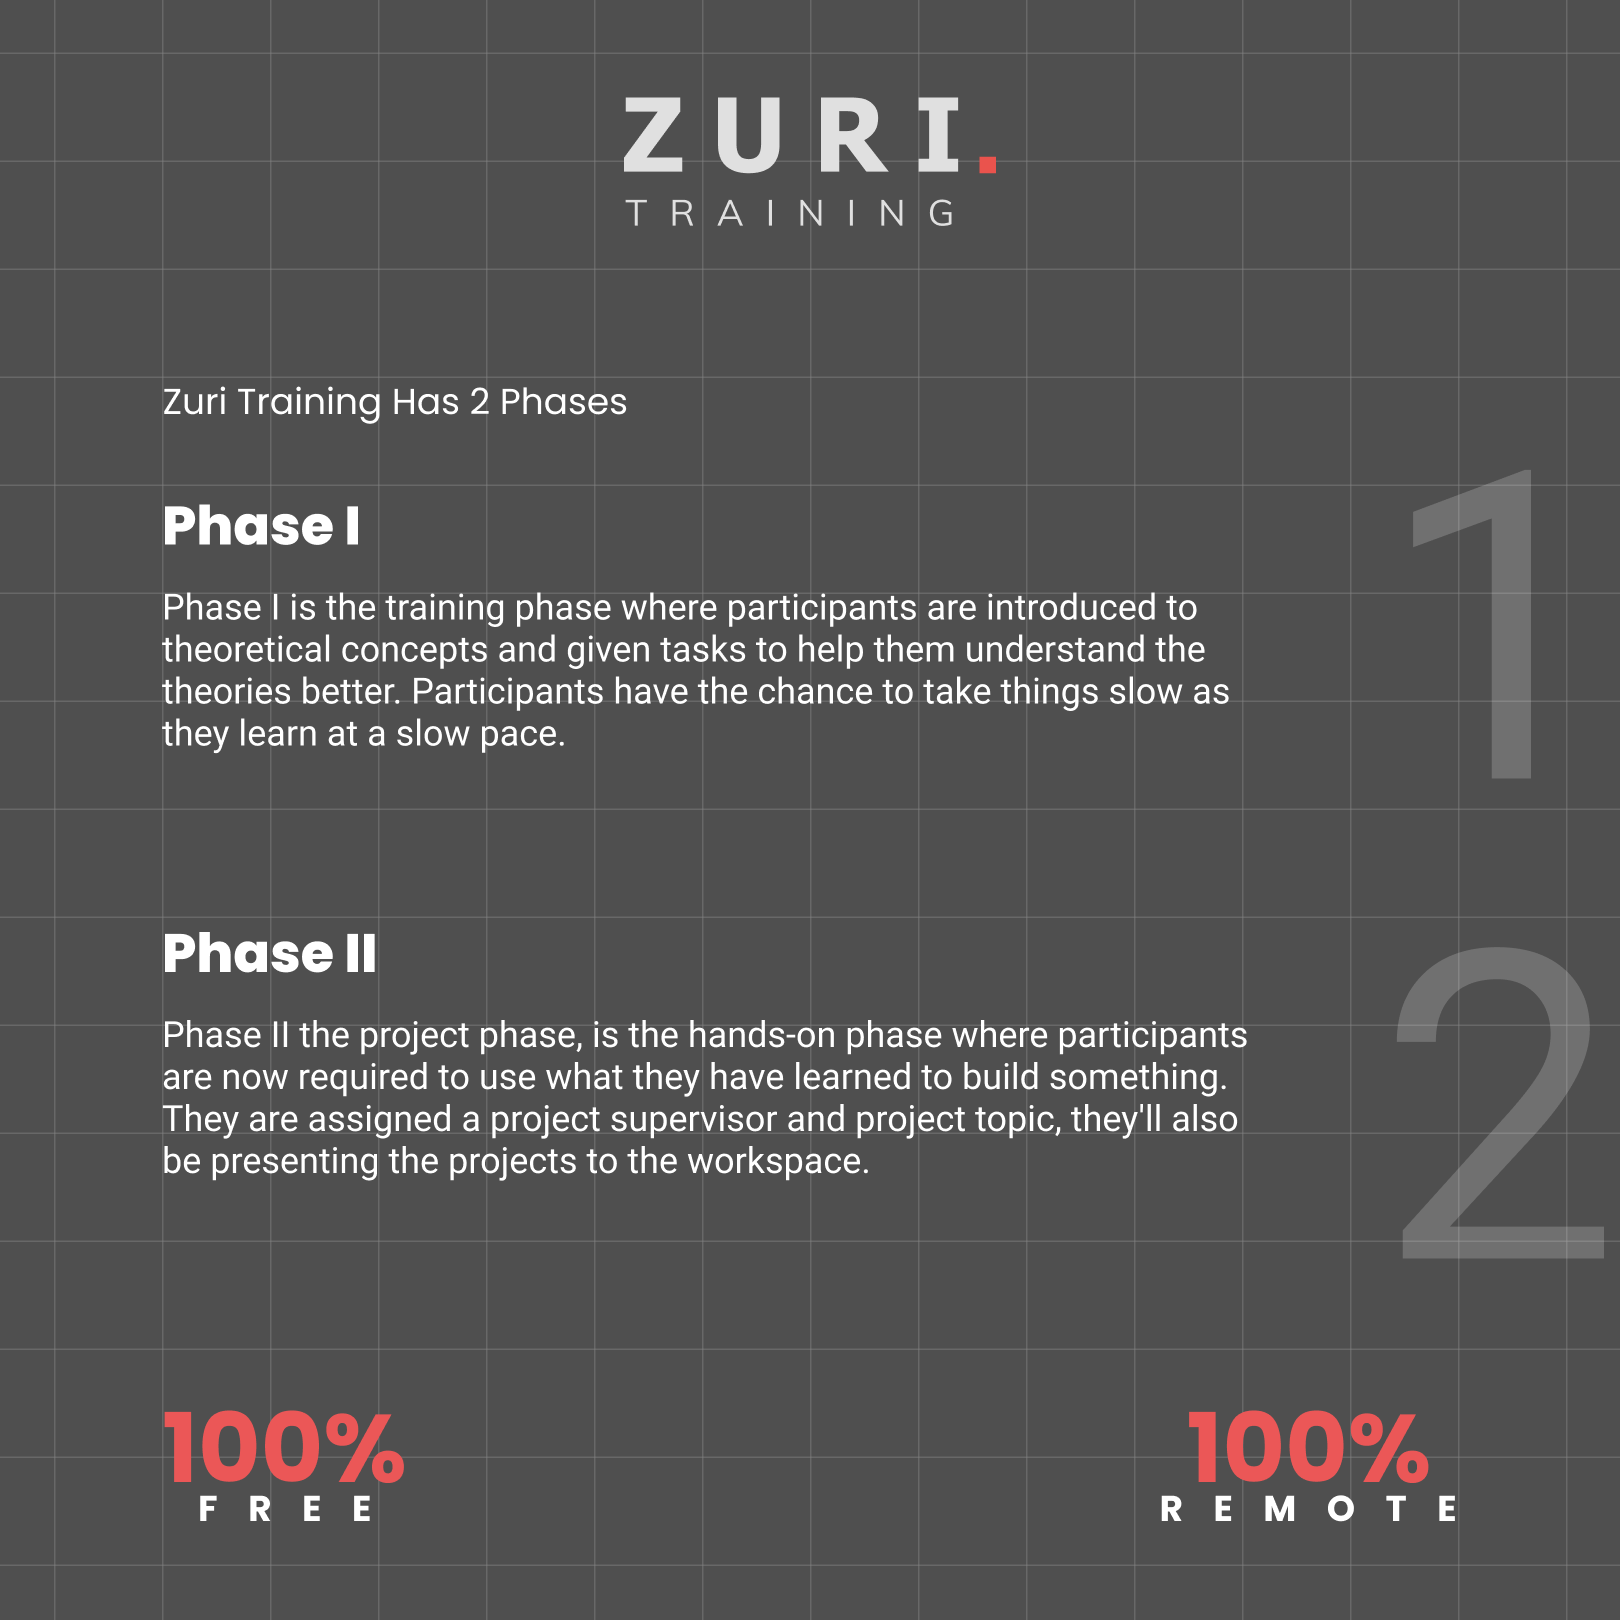 ZURI.
TRAINING
Zuri Training Has 2 Phases
Phase I
Phase I is the training phase where participants are introduced to
theoretical concepts and given tasks to help them understand the
theories better. Participants have the chance to take things slow as
they learn at a slow pace.
1
Phase II
Phase II the project phase, is the hands-on phase where participants
are now required to use what they have learned to build something.
They are assigned a project supervisor and project topic, they'll also
be presenting the projects to the workspace.
2
100%
FREE
100%
REMOTE